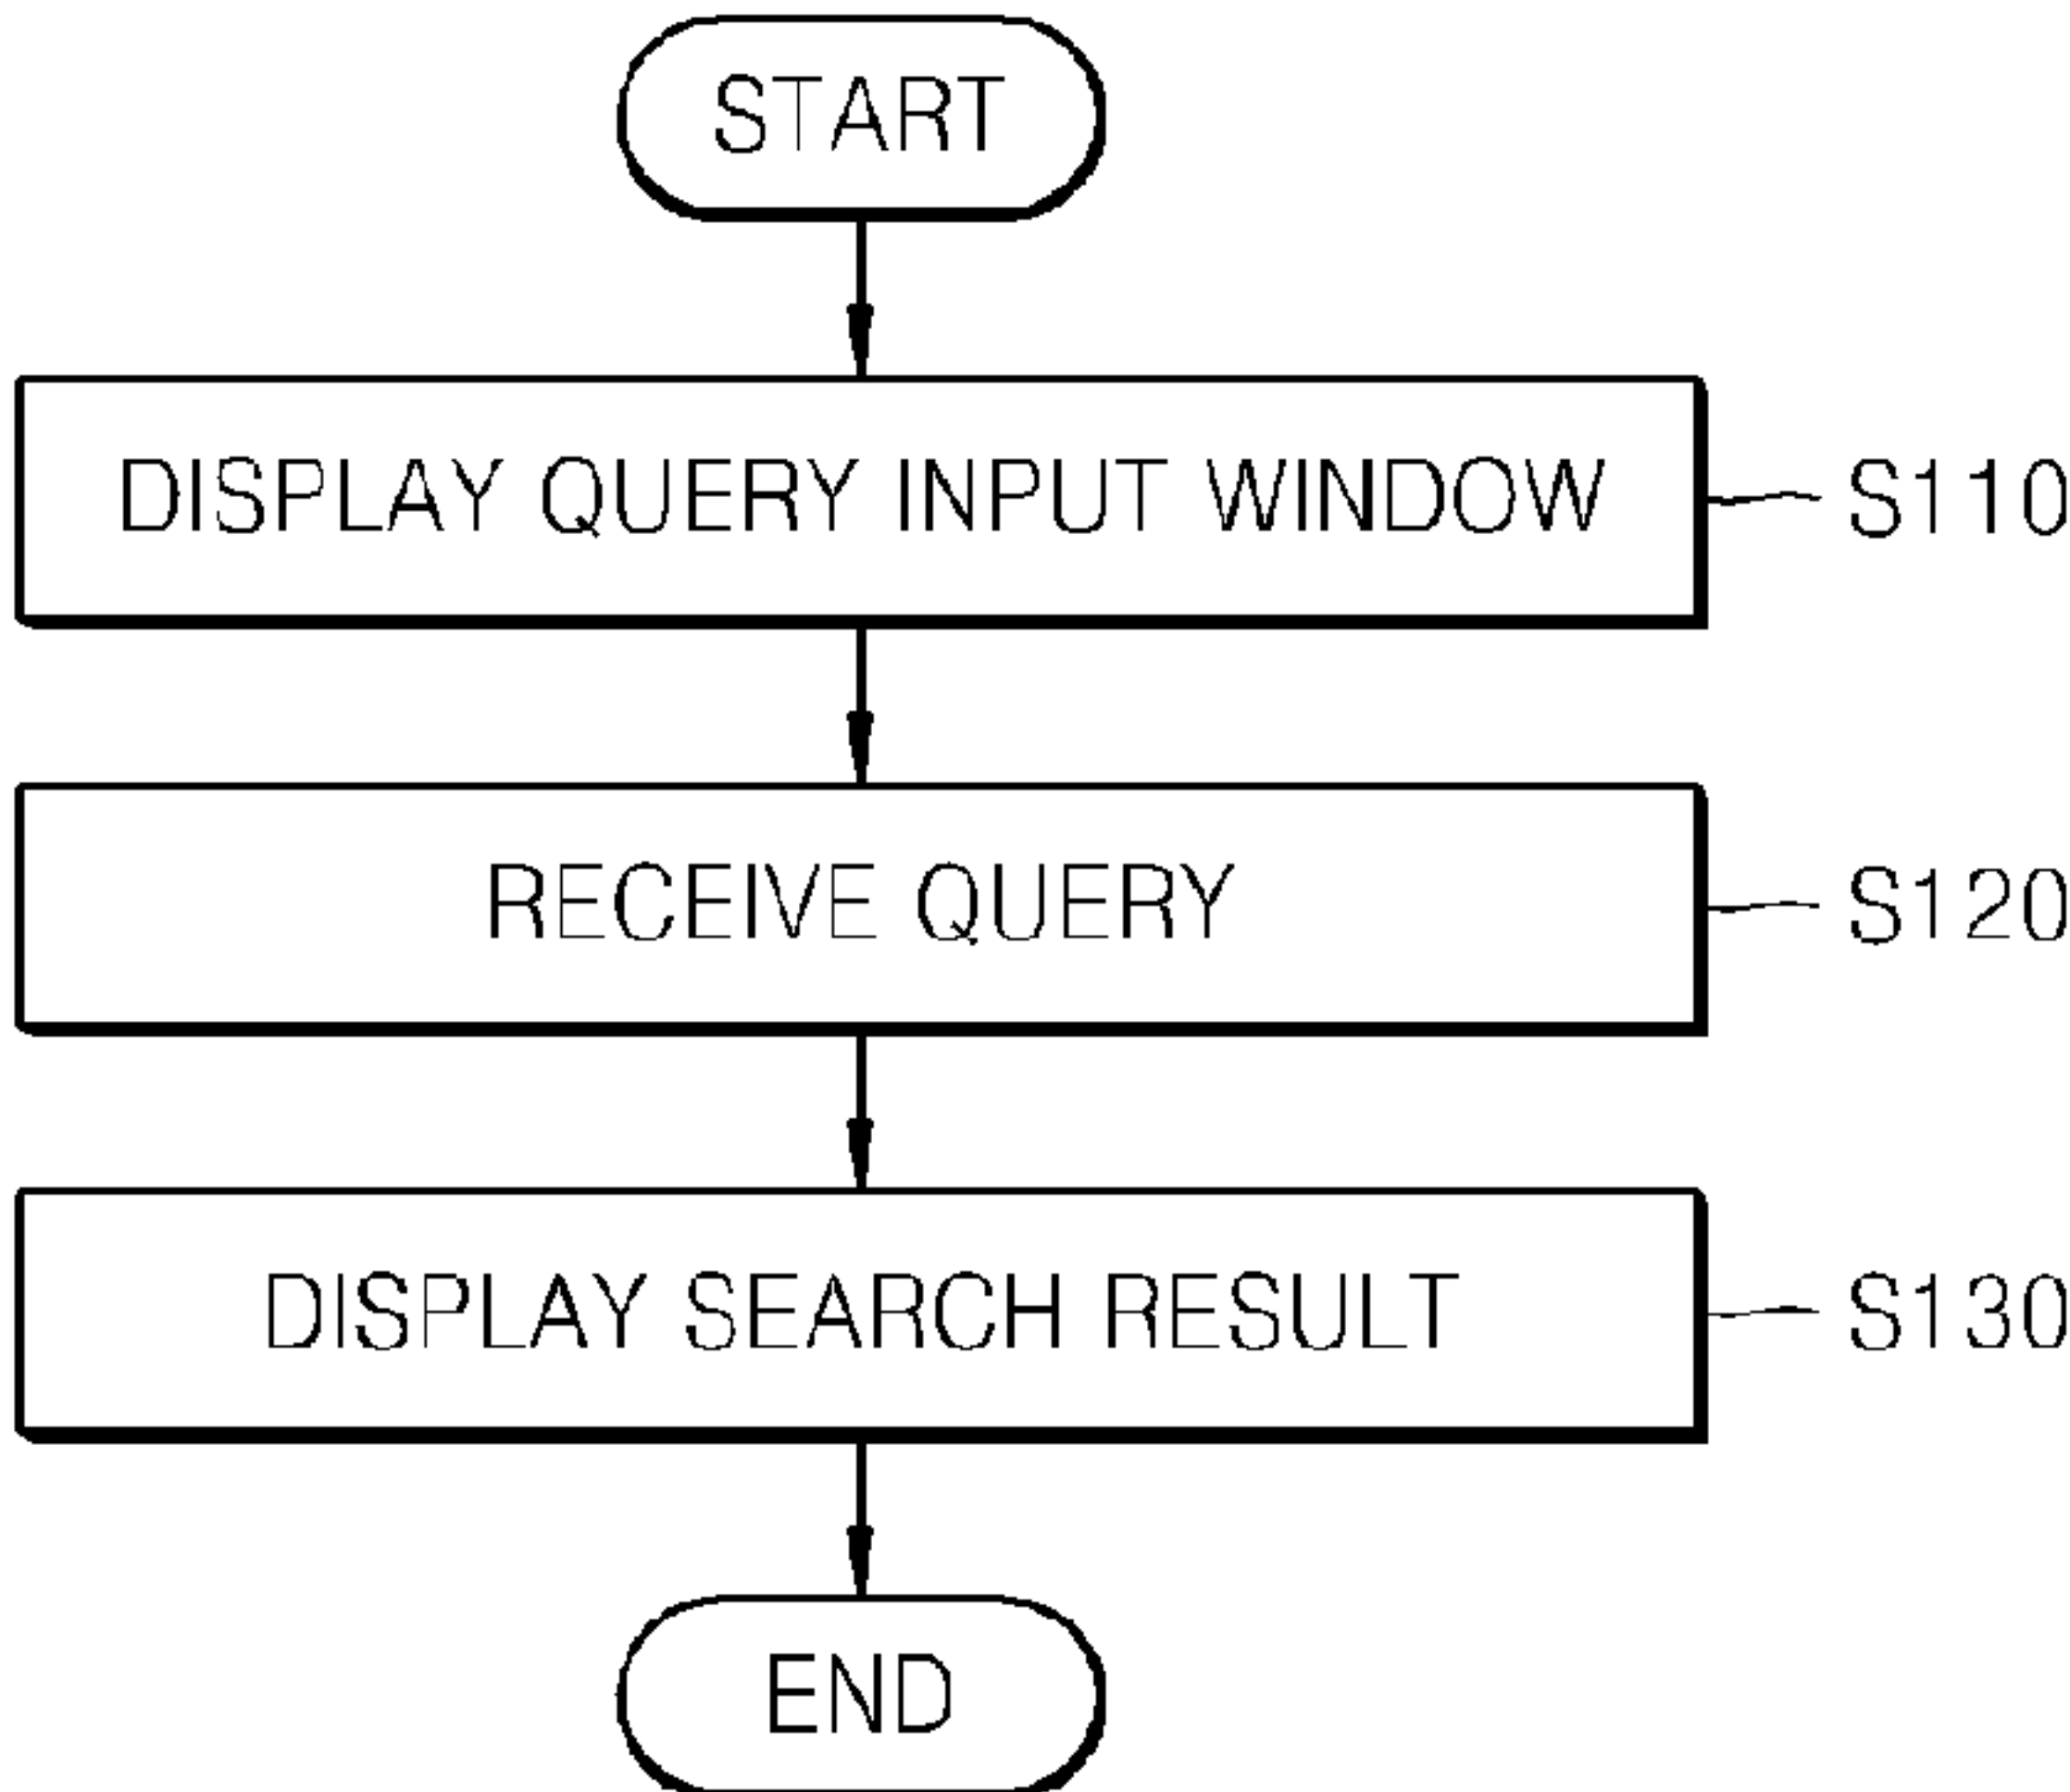 START
DISPLAY QUERY INPUT WINDOW
S110
RECEIVE QUERY
S120
DISPLAY SEARCH RESULT
S130
END